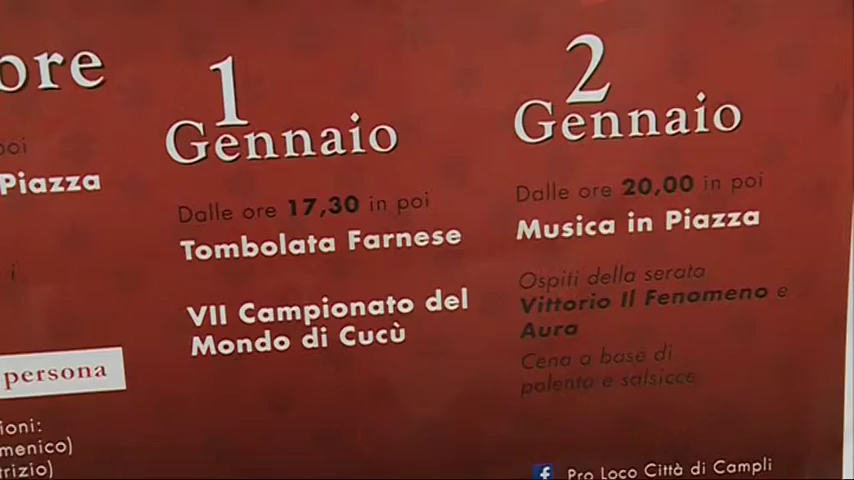 ore
poi
Piazza
i
persona
ioni:
menico)
trizio)
1
Gennaio
Dalle ore 17,30 in poi
Tombolata Farnese
VII Campionato del
Mondo di Cucù
2
Gennaio
Dalle ore 20,00 in poi
Musica in Piazza
Ospiti della serata
Vittorio Il Fenomeno e
Aura
Cena a base di
polenta e salsicce
f Pro Loco Città di Campli